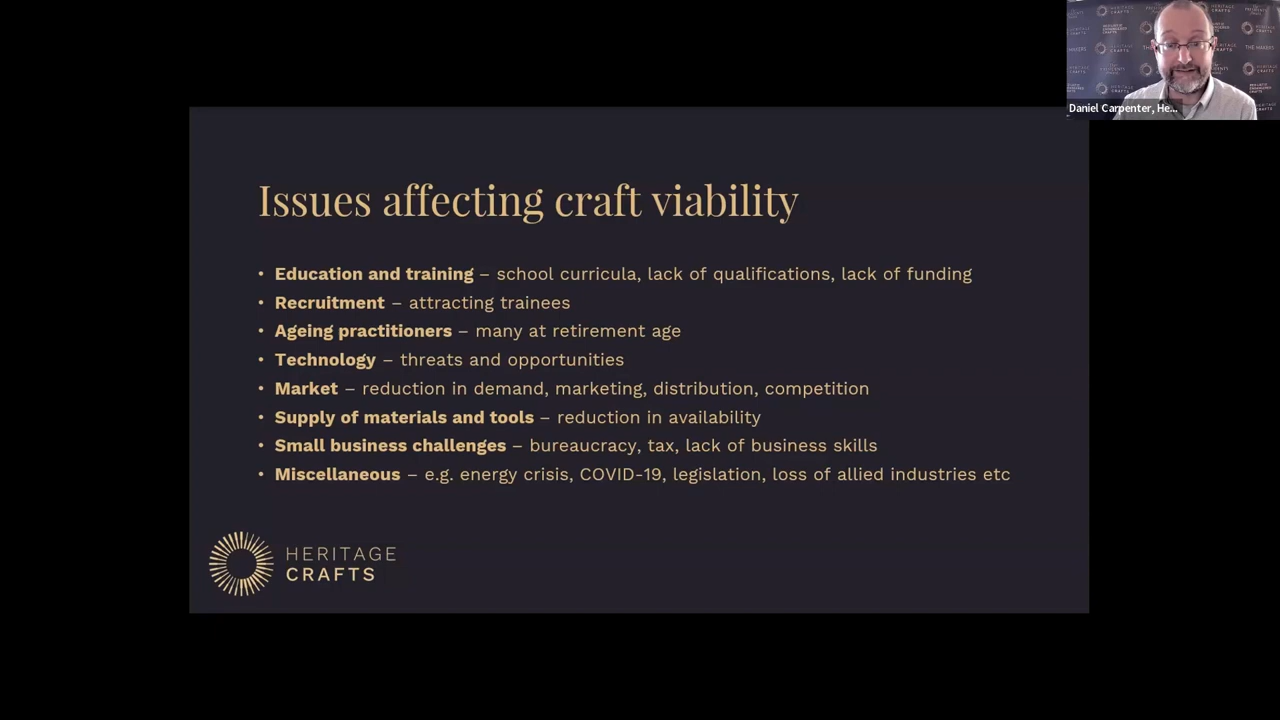 Issues affecting craft viability
• Education and training – school curricula, lack of qualifications, lack of funding
• Recruitment – attracting trainees
• Ageing practitioners – many at retirement age
• Technology – threats and opportunities
• Market – reduction in demand, marketing, distribution, competition
• Supply of materials and tools – reduction in availability
• Small business challenges – bureaucracy, tax, lack of business skills
• Miscellaneous – e.g. energy crisis, COVID-19, legislation, loss of allied industries etc
HERITAGE
CRAFTS
Daniel Carpenter, He...
HERITAGE
CRAFTS